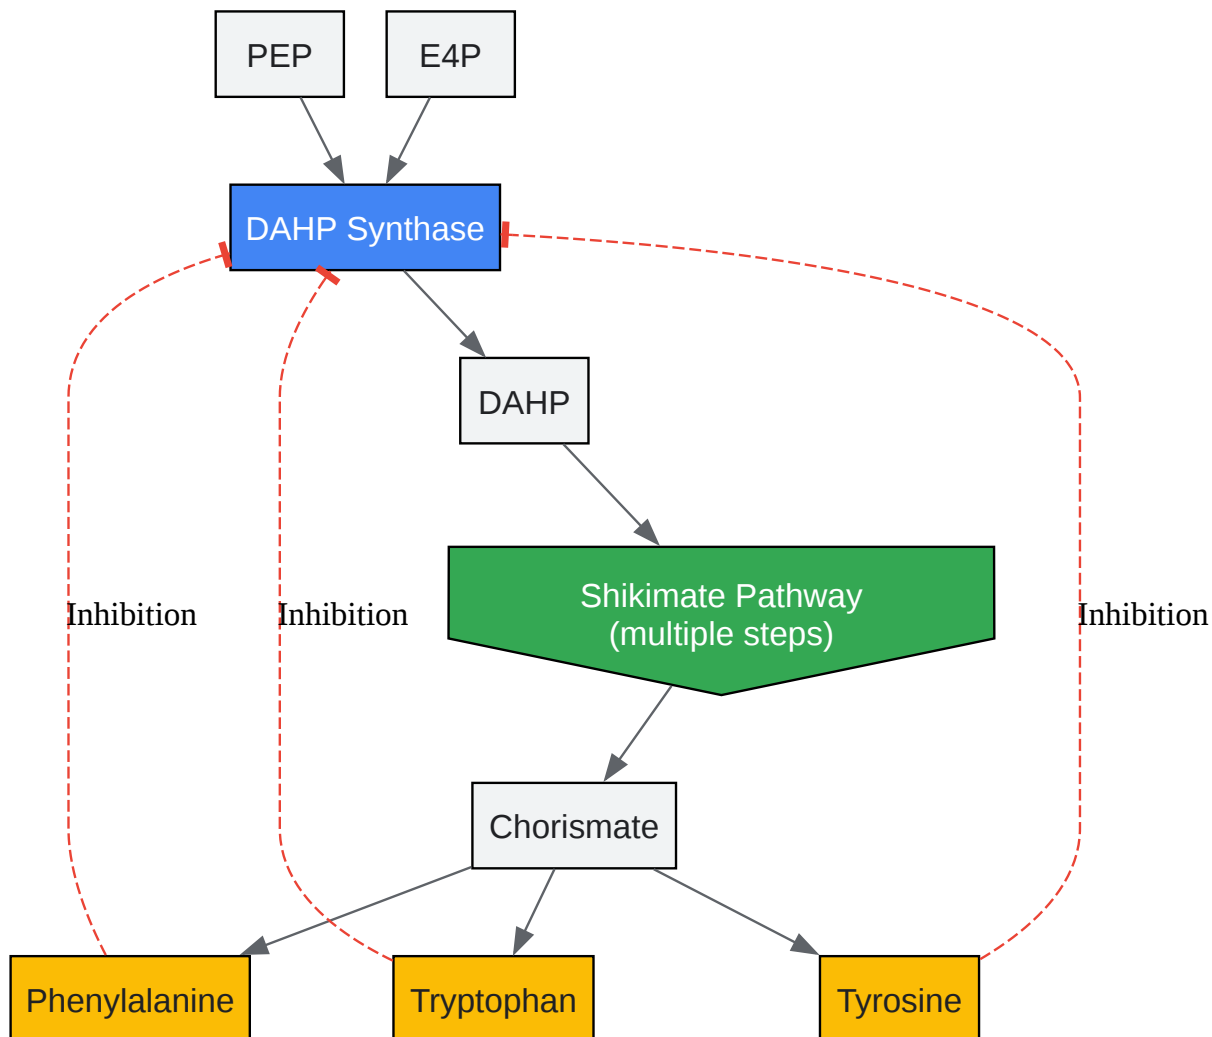 PEP
E4P
DAHP Synthase
DAHP
Shikimate Pathway
(multiple steps)
Inhibition
Inhibition
Inhibition
Chorismate
Phenylalanine
Tryptophan
Tyrosine